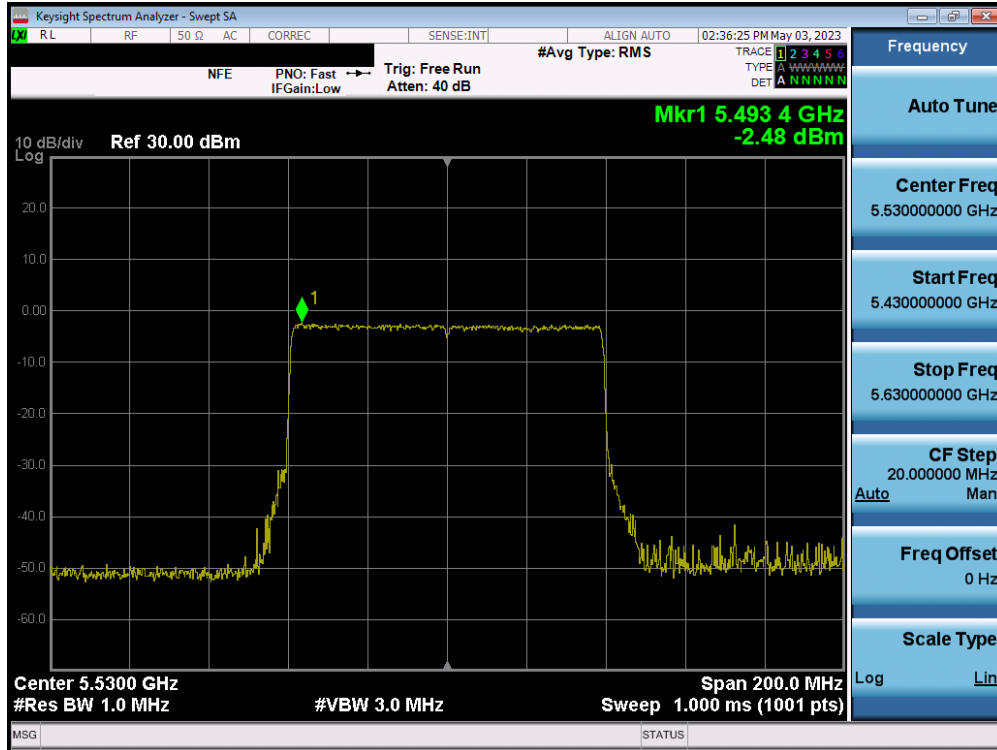 Keysight Spectrum Analyzer - Swept SA
LXI RL RF 50 Ω AC CORREC SENSE:INT ALIGN AUTO 02:36:25 PM May 03, 2023
NFE PNO: Fast Trig: Free Run #Avg Type: RMS TRACE 1 2 3 4 5 6
TYPE A WWWWW
IFGain:Low Atten: 40 dB DET A N N N N N
Mkr1 5.493 4 GHz
-2.48 dBm
10 dB/div Ref 30.00 dBm
Log
20.0
10.0
0.00
1
-10.0
-20.0
-30.0
-40.0
-50.0
-60.0
Center 5.5300 GHz Span 200.0 MHz
#Res BW 1.0 MHz #VBW 3.0 MHz Sweep 1.000 ms (1001 pts)
MSG STATUS
Frequency
Auto Tune
Center Freq
5.530000000 GHz
Start Freq
5.430000000 GHz
Stop Freq
5.630000000 GHz
CF Step
20.000000 MHz
Auto Man
Freq Offset
0 Hz
Scale Type
Log Lin